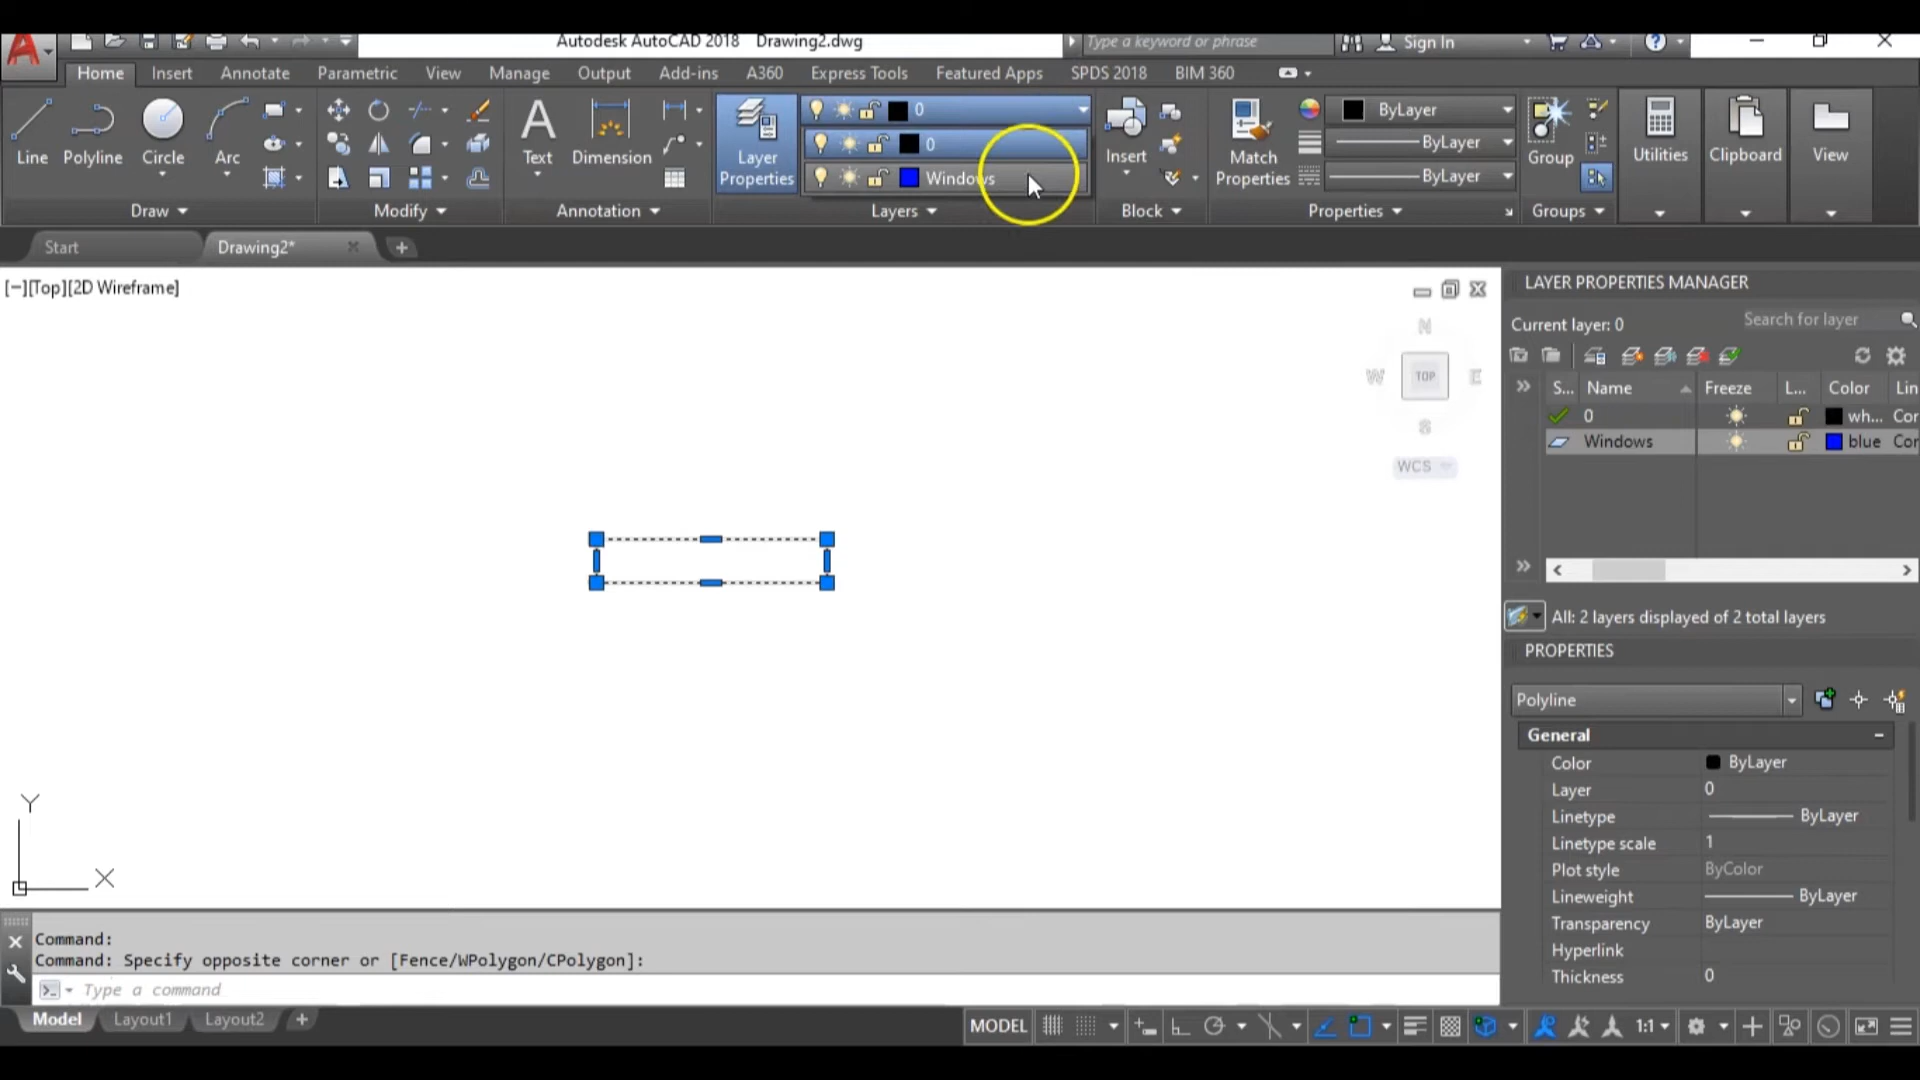 Autodesk AutoCAD 2018 Drawing2.dwg
Type a keyword or phrase
Sign In
Home Insert Annotate Parametric View Manage Output Add-ins A360 Express Tools Featured Apps SPDS 2018 BIM 360
0
0
Windows
Line Polyline Circle Arc
Text Dimension
Layer Properties
Insert
Match Properties
ByLayer
ByLayer
ByLayer
Group
Utilities
Clipboard
View
Draw Modify Annotation Layers Block Properties Groups
Start Drawing2*
[−][Top][2D Wireframe]
N
W TOP E
S
WCS
Y
X
LAYER PROPERTIES MANAGER
Current layer: 0
Search for layer
S... Name Freeze L... Color Lin
0 wh... Cor
Windows blue Cor
All: 2 layers displayed of 2 total layers
PROPERTIES
Polyline
General
Color ByLayer
Layer 0
Linetype ByLayer
Linetype scale 1
Plot style ByColor
Lineweight ByLayer
Transparency ByLayer
Hyperlink
Thickness 0
Command:
Command: Specify opposite corner or [Fence/WPolygon/CPolygon]:
Type a command
Model Layout1 Layout2
MODEL
1:1